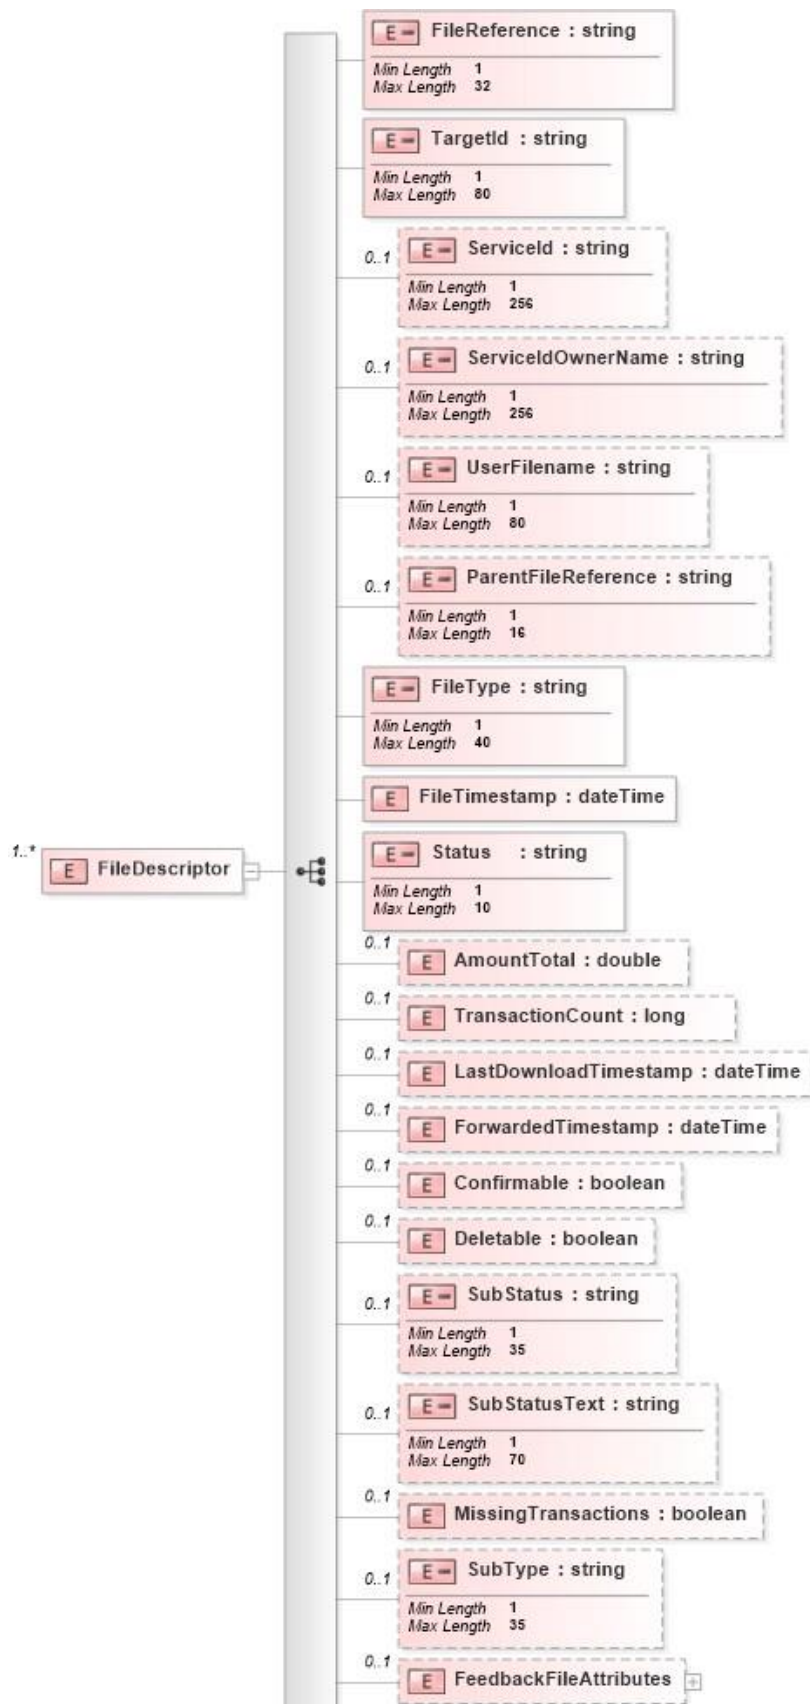 E FileReference : string
Min Length 1
Max Length 32
E TargetId : string
Min Length 1
Max Length 80
0..1
E ServiceId : string
Min Length 1
Max Length 256
0..1
E ServiceIdOwnerName : string
Min Length 1
Max Length 256
0..1
E UserFilename : string
Min Length 1
Max Length 80
0..1
E ParentFileReference : string
Min Length 1
Max Length 16
E FileType : string
Min Length 1
Max Length 40
E FileTimestamp : dateTime
1..*
E FileDescriptor
E Status : string
Min Length 1
Max Length 10
0..1
E AmountTotal : double
0..1
E TransactionCount : long
0..1
E LastDownloadTimestamp : dateTime
0..1
E ForwardedTimestamp : dateTime
0..1
E Confirmable : boolean
0..1
E Deletable : boolean
0..1
E SubStatus : string
Min Length 1
Max Length 35
0..1
E SubStatusText : string
Min Length 1
Max Length 70
0..1
E MissingTransactions : boolean
0..1
E SubType : string
Min Length 1
Max Length 35
0..1
E FeedbackFileAttributes